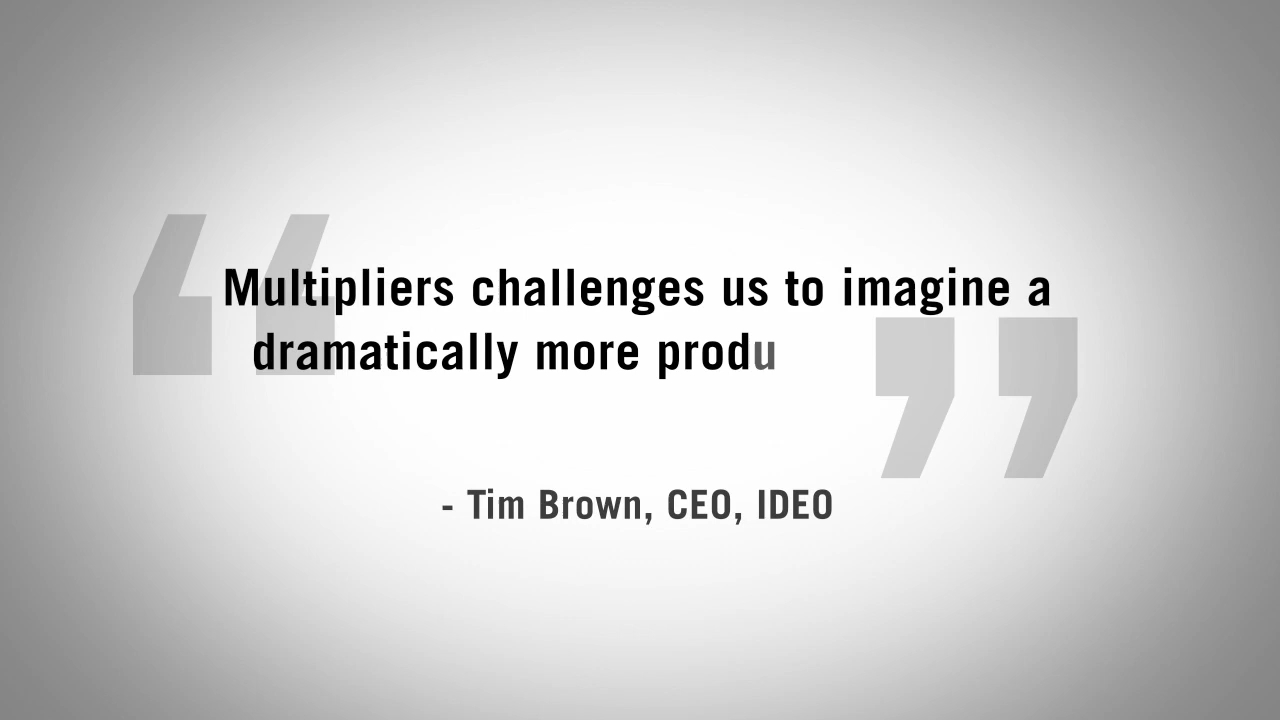 “Multipliers challenges us to imagine a
dramatically more produ”
- Tim Brown, CEO, IDEO